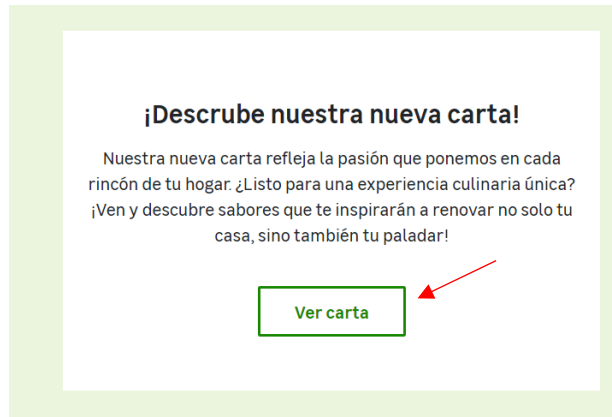 ¡Descrube nuestra nueva carta!
Nuestra nueva carta refleja la pasión que ponemos en cada
rincón de tu hogar. ¿Listo para una experiencia culinaria única?
¡Ven y descubre sabores que te inspirarán a renovar no solo tu
casa, sino también tu paladar!
Ver carta